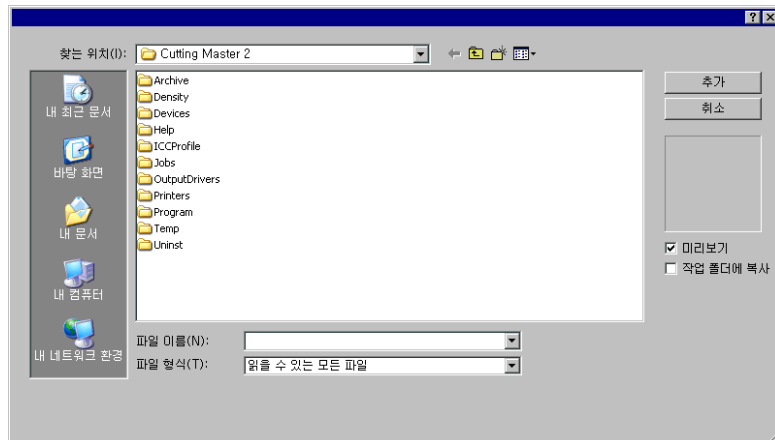 찾는 위치(I): Cutting Master 2
Archive
Density
Devices
Help
ICCProfile
Jobs
OutputDrivers
Printers
Program
Temp
Uninst
내 최근 문서
바탕 화면
내 문서
내 컴퓨터
내 네트워크 환경
추가
취소
미리보기
작업 폴더에 복사
파일 이름(N):
파일 형식(T): 읽을 수 있는 모든 파일